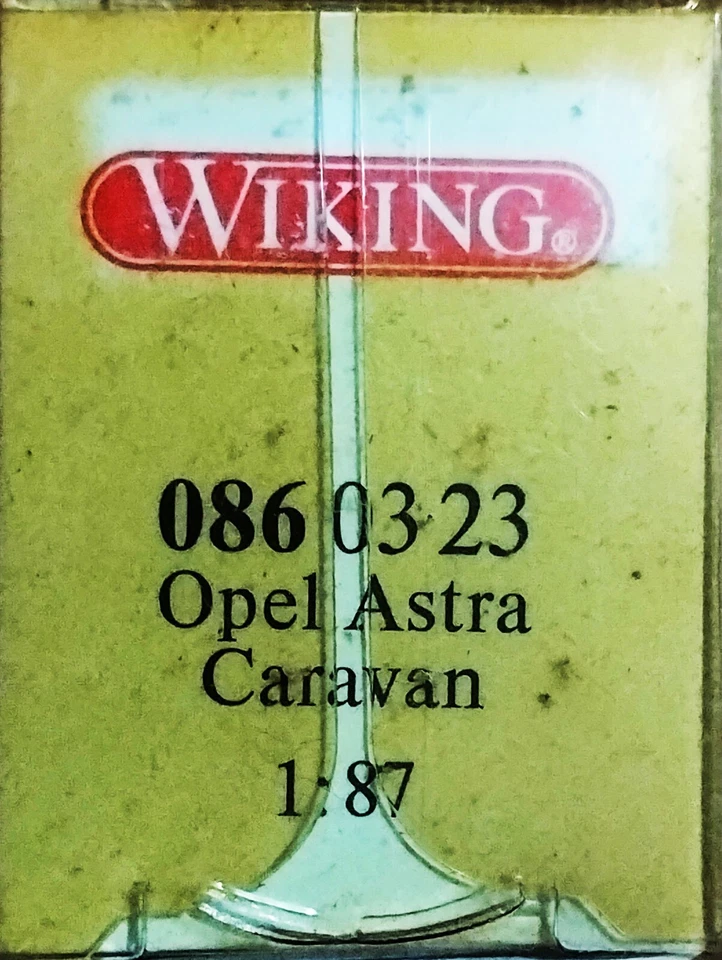 WIKING®
086 03 23
Opel Astra
Caravan
1:87